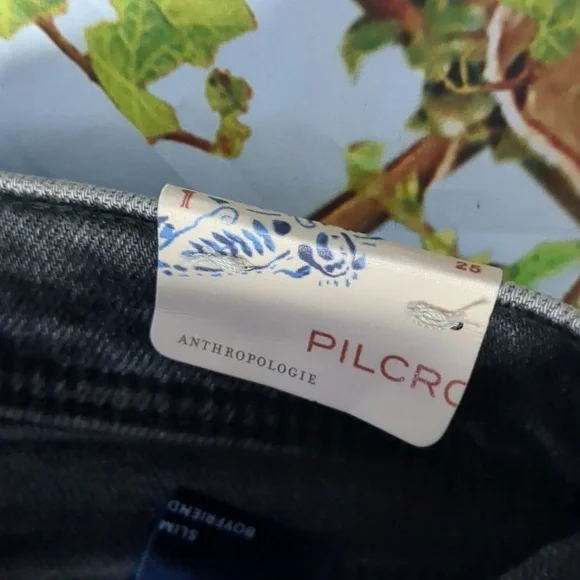 25
ANTHROPOLOGIE
PILCRO
SLIM
BOYFRIEND